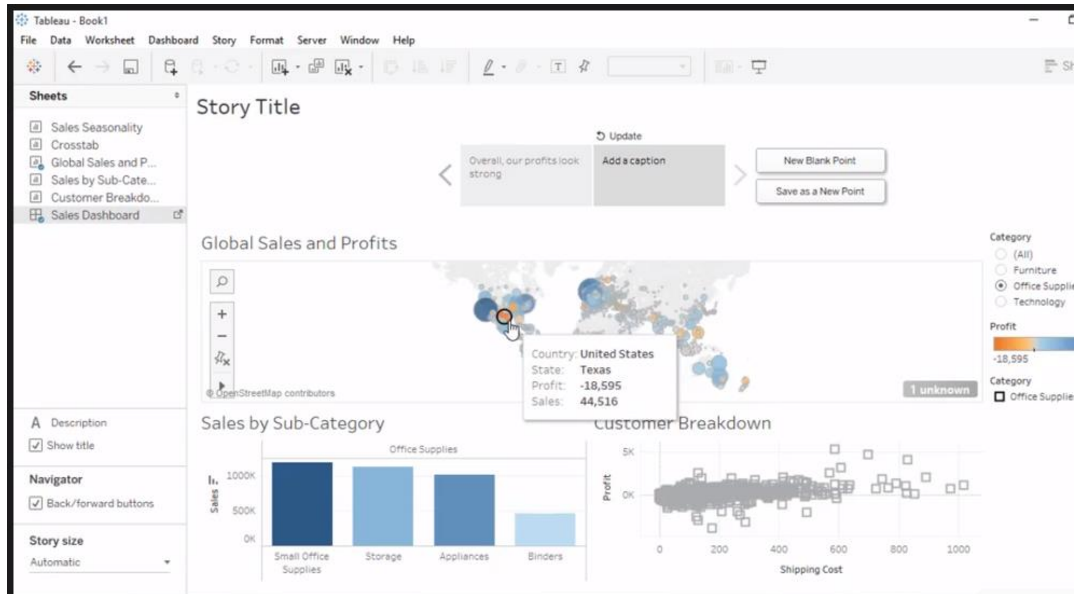 Tableau - Book1
File Data Worksheet Dashboard Story Format Server Window Help
Sheets
Sales Seasonality
Crosstab
Global Sales and P...
Sales by Sub-Cate...
Customer Breakdo...
Sales Dashboard
Story Title
Update
Overall, our profits look
strong
Add a caption
New Blank Point
Save as a New Point
Global Sales and Profits
Country: United States
State: Texas
Profit: -18,595
Sales: 44,516
© OpenStreetMap contributors
1 unknown
Category
(All)
Furniture
Office Supplie
Technology
Profit
-18,595
Category
Office Supplie
A Description
Show title
Navigator
Back/forward buttons
Story size
Automatic
Sales by Sub-Category
Office Supplies
Sales
1000K
500K
0K
Small Office
Supplies
Storage
Appliances
Binders
Customer Breakdown
Profit
5K
0K
0 200 400 600 800 1000
Shipping Cost